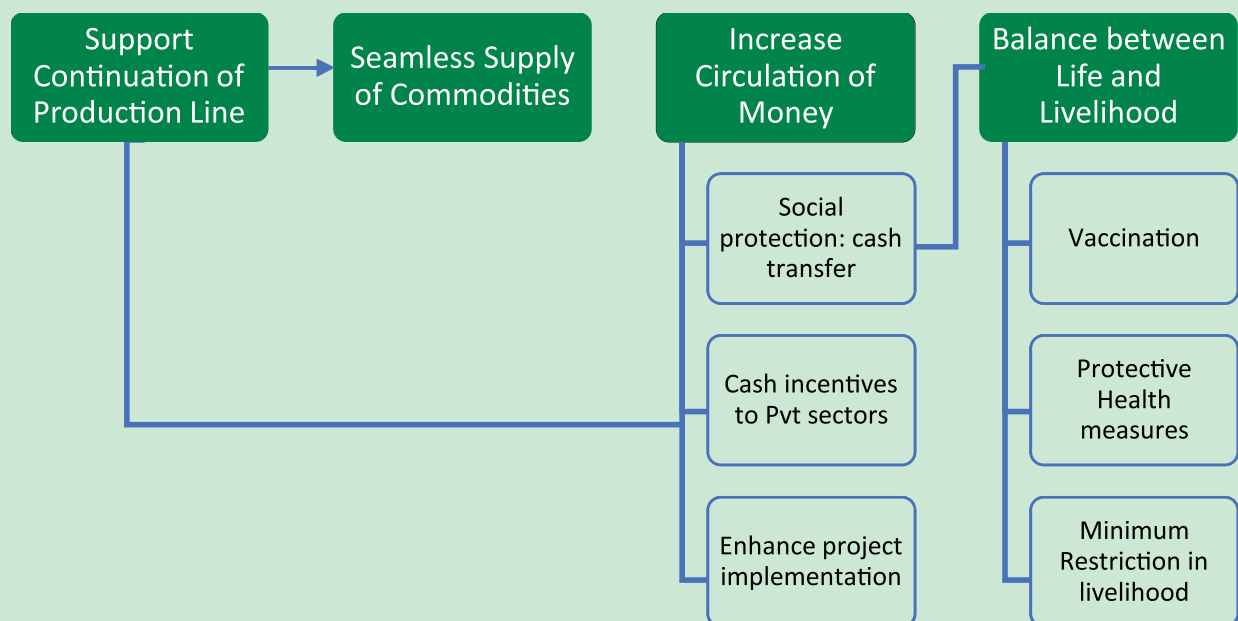 Support
Continuation of
Production Line
Seamless Supply
of Commodities
Increase
Circulation of
Money
Balance between
Life and
Livelihood
Social
protection: cash
transfer
Cash incentives
to Pvt sectors
Enhance project
implementation
Vaccination
Protective
Health
measures
Minimum
Restriction in
livelihood